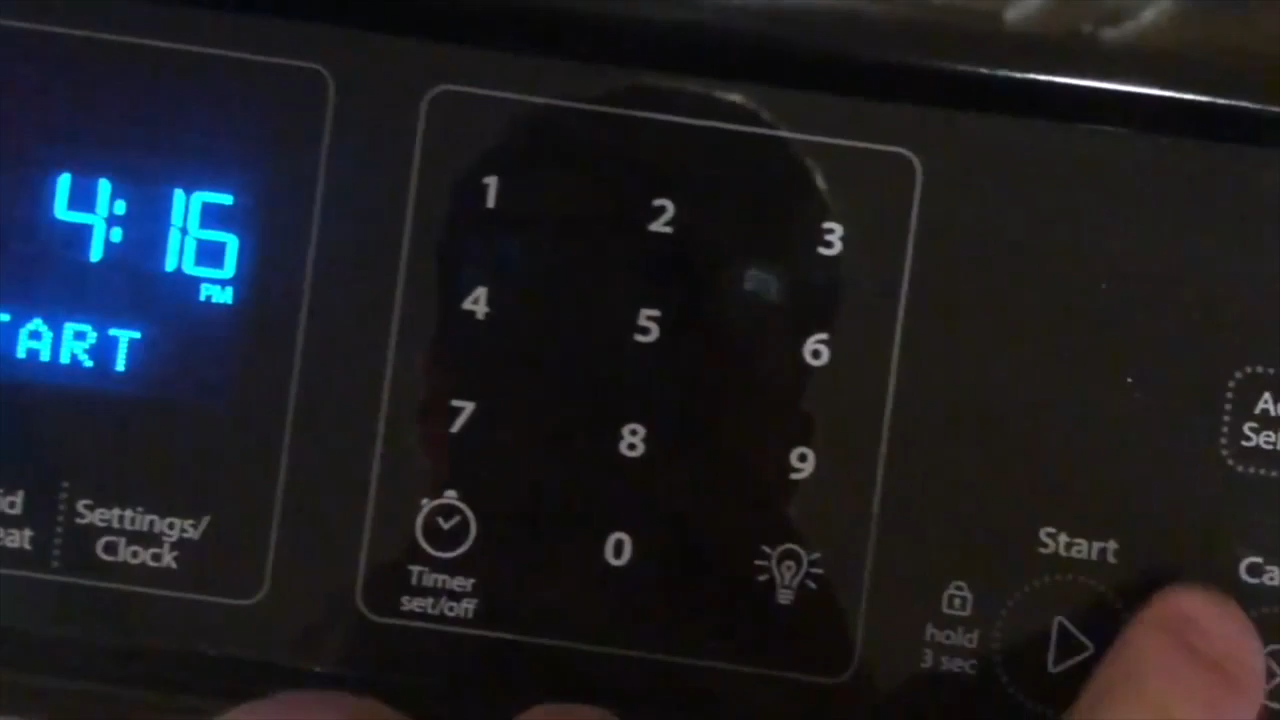 4:16
PM
TART
Settings/
Clock
1 2 3
4 5 6
7 8 9
0
Timer
set/off
Start
hold
3 sec